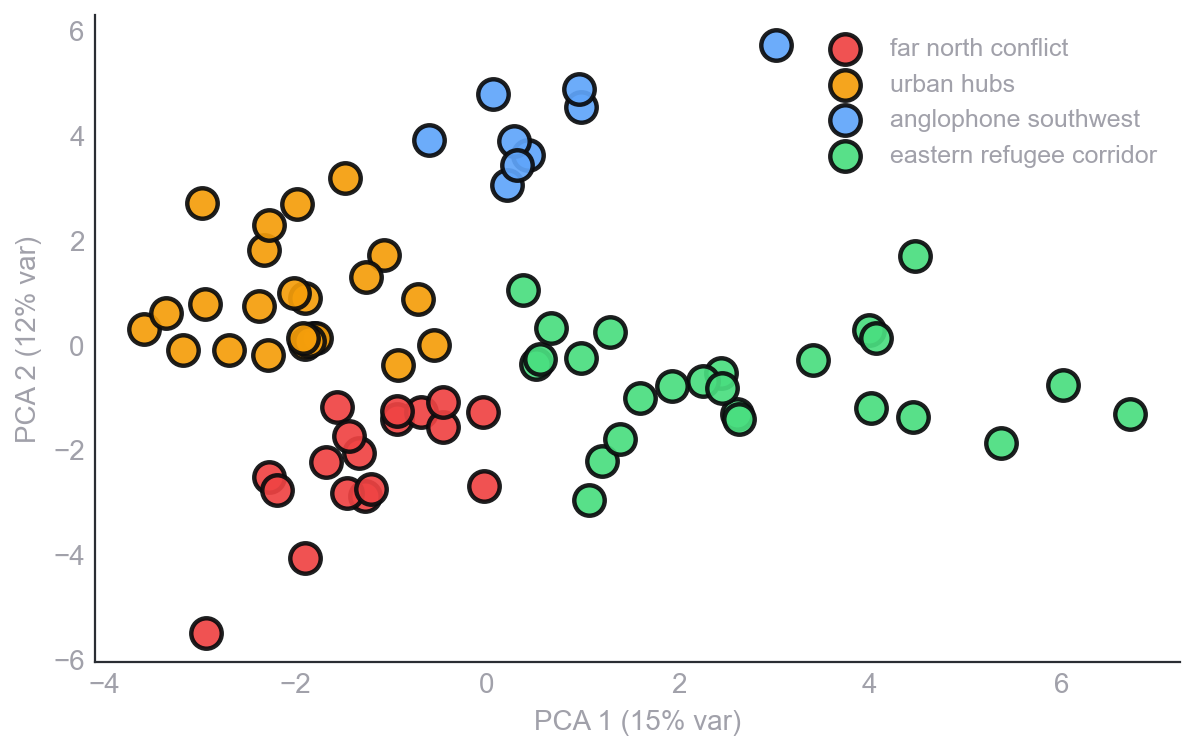 6
4
2
0
−2
−4
−6
PCA 2 (12% var)
−4
−2
0
2
4
6
PCA 1 (15% var)
far north conflict
urban hubs
anglophone southwest
eastern refugee corridor